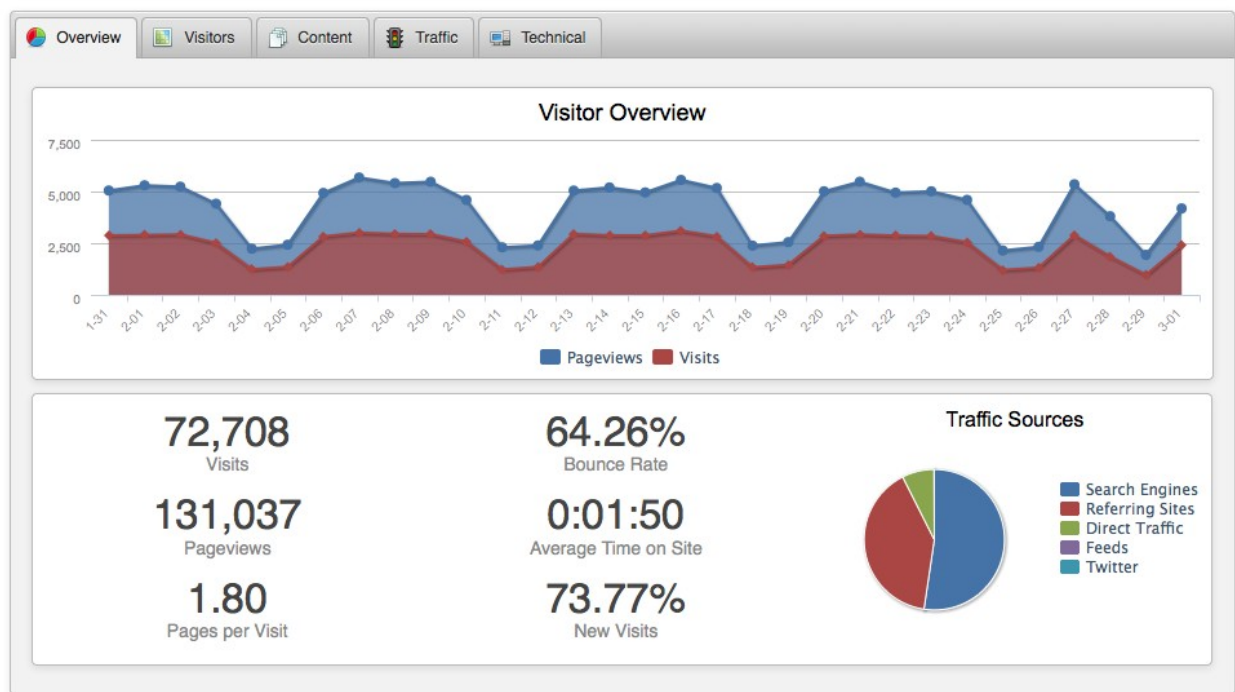 Overview Visitors Content Traffic Technical
Visitor Overview
7,500
5,000
2,500
0
1-31 2-01 2-02 2-03 2-04 2-05 2-06 2-07 2-08 2-09 2-10 2-11 2-12 2-13 2-14 2-15 2-16 2-17 2-18 2-19 2-20 2-21 2-22 2-23 2-24 2-25 2-26 2-27 2-28 2-29 3-01
Pageviews Visits
72,708
Visits
131,037
Pageviews
1.80
Pages per Visit
64.26%
Bounce Rate
0:01:50
Average Time on Site
73.77%
New Visits
Traffic Sources
Search Engines
Referring Sites
Direct Traffic
Feeds
Twitter